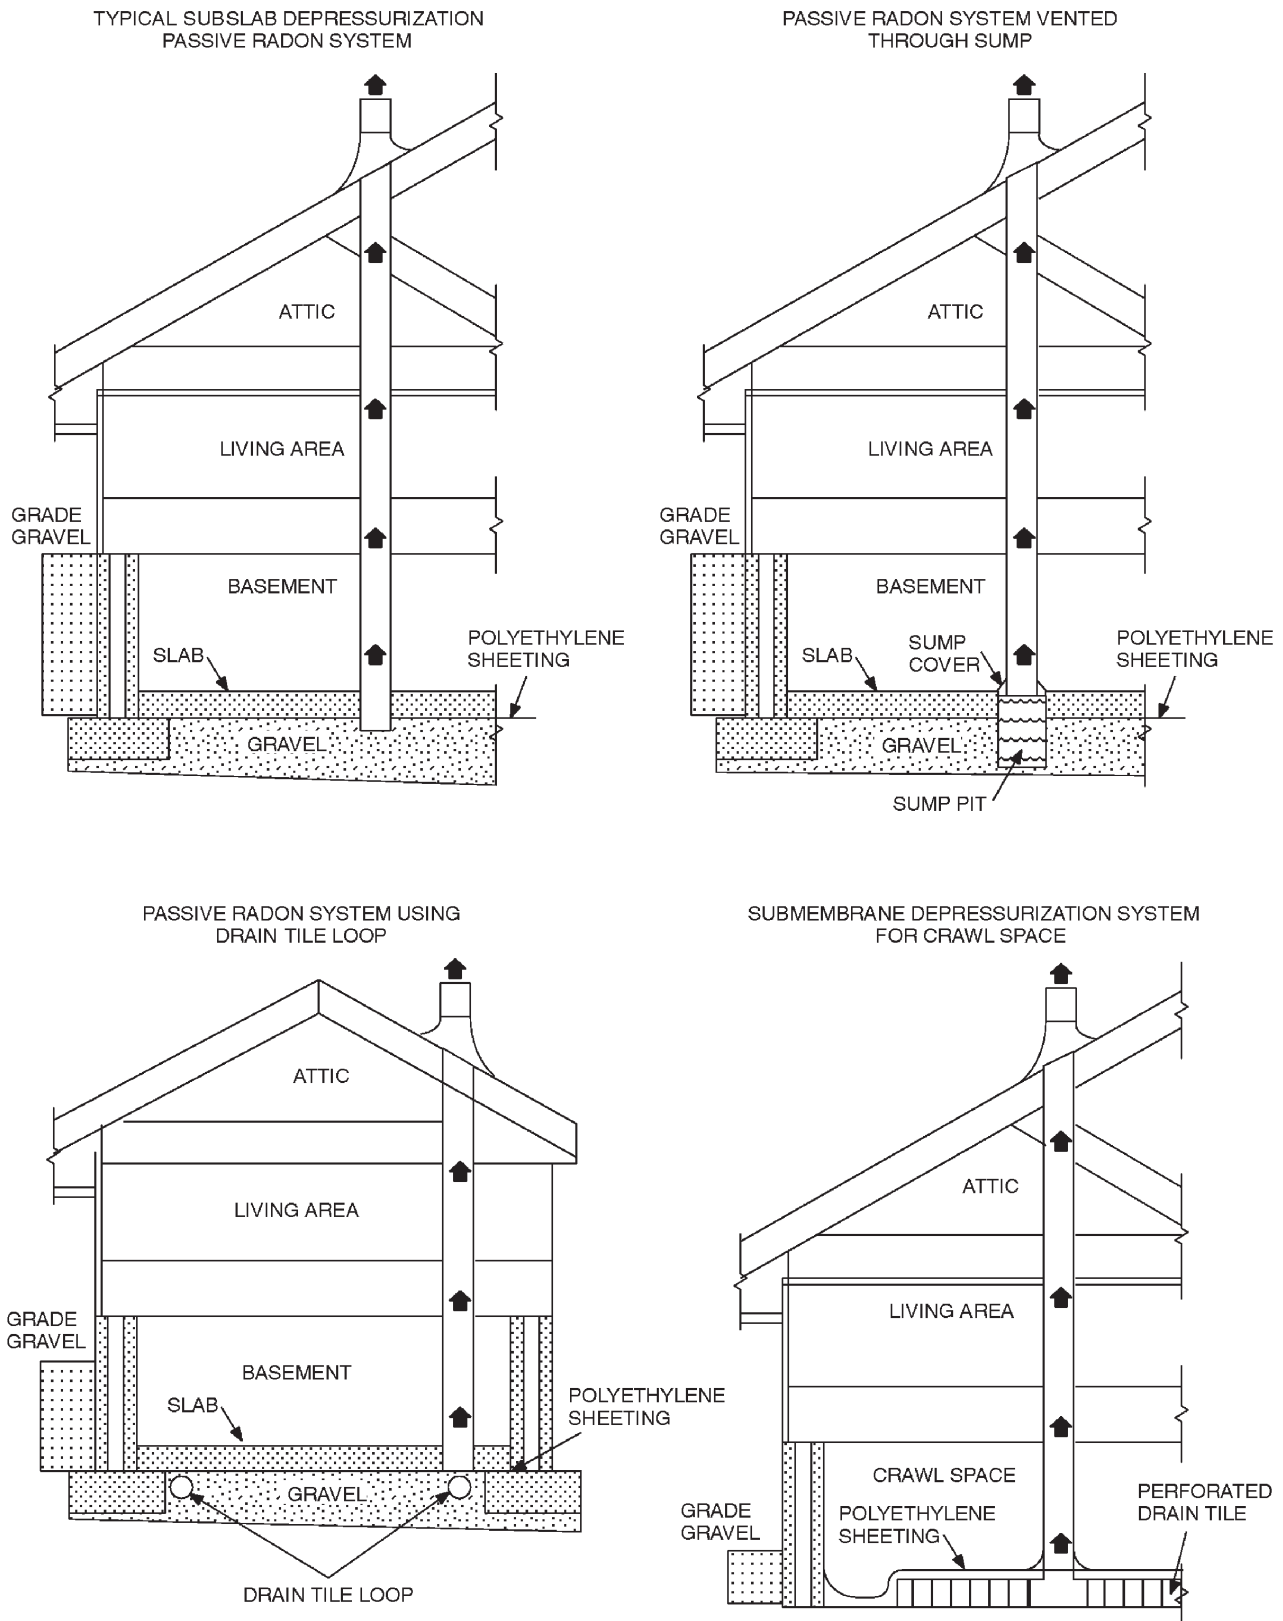 TYPICAL SUBSLAB DEPRESSURIZATION
PASSIVE RADON SYSTEM
ATTIC
LIVING AREA
GRADE
GRAVEL
BASEMENT
SLAB
POLYETHYLENE
SHEETING
GRAVEL
PASSIVE RADON SYSTEM VENTED
THROUGH SUMP
ATTIC
LIVING AREA
GRADE
GRAVEL
BASEMENT
SLAB
SUMP
COVER
POLYETHYLENE
SHEETING
GRAVEL
SUMP PIT
PASSIVE RADON SYSTEM USING
DRAIN TILE LOOP
ATTIC
LIVING AREA
GRADE
GRAVEL
BASEMENT
SLAB
POLYETHYLENE
SHEETING
GRAVEL
DRAIN TILE LOOP
SUBMEMBRANE DEPRESSURIZATION SYSTEM
FOR CRAWL SPACE
ATTIC
LIVING AREA
CRAWL SPACE
GRADE
GRAVEL
POLYETHYLENE
SHEETING
PERFORATED
DRAIN TILE